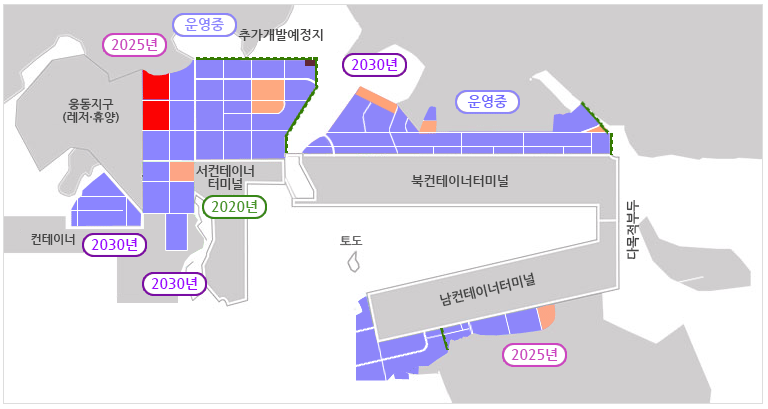 운영중
추가개발예정지
2025년
2030년
운영중
웅동지구
(레저·휴양)
서컨테이너
터미널
북컨테이너터미널
2020년
다목적부두
컨테이너
2030년
토도
2030년
남컨테이너터미널
2025년